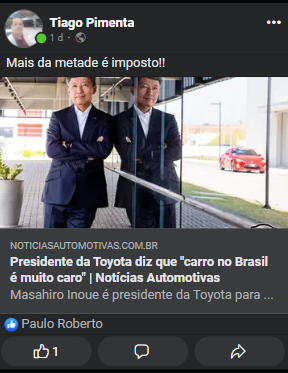 Tiago Pimenta
1 d ·
Mais da metade é imposto!!
NOTICIASAUTOMOTIVAS.COM.BR
Presidente da Toyota diz que "carro no Brasil
é muito caro" | Notícias Automotivas
Masahiro Inoue é presidente da Toyota para ...
Paulo Roberto
1